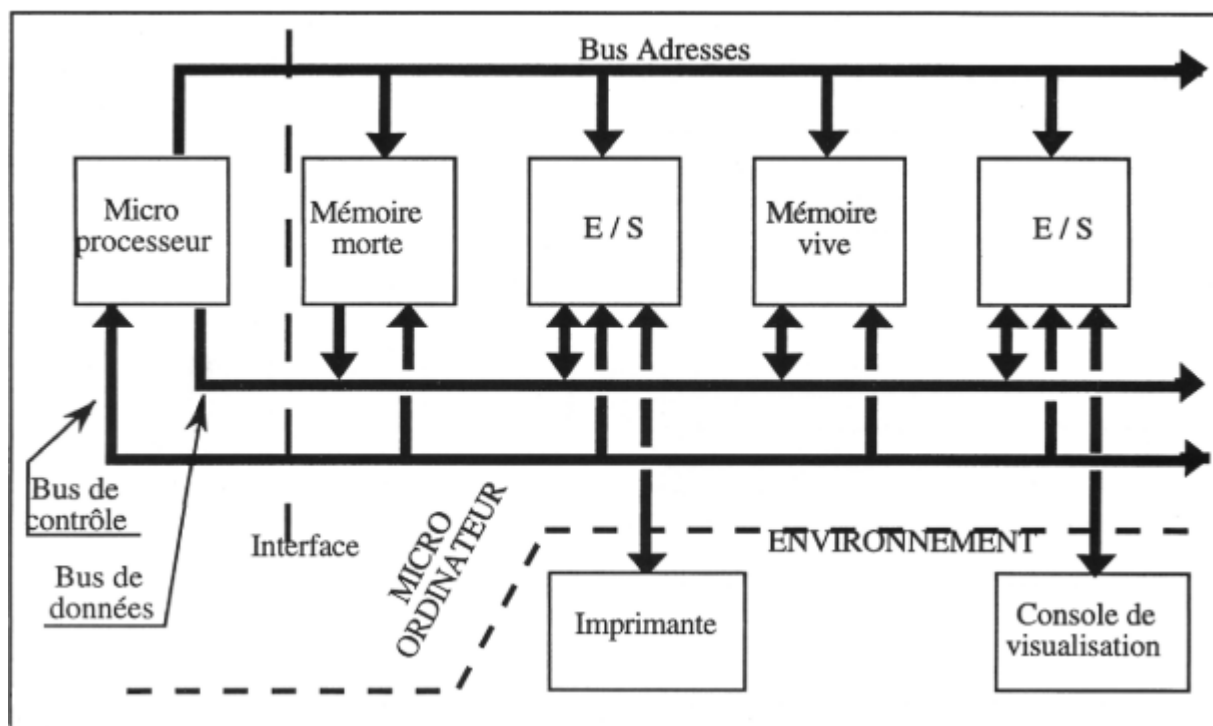 Bus Adresses
Micro
processeur
Mémoire
morte
E / S
Mémoire
vive
E / S
Bus de
contrôle
Bus de
données
Interface
MICRO
ORDINATEUR
ENVIRONNEMENT
Imprimante
Console de
visualisation